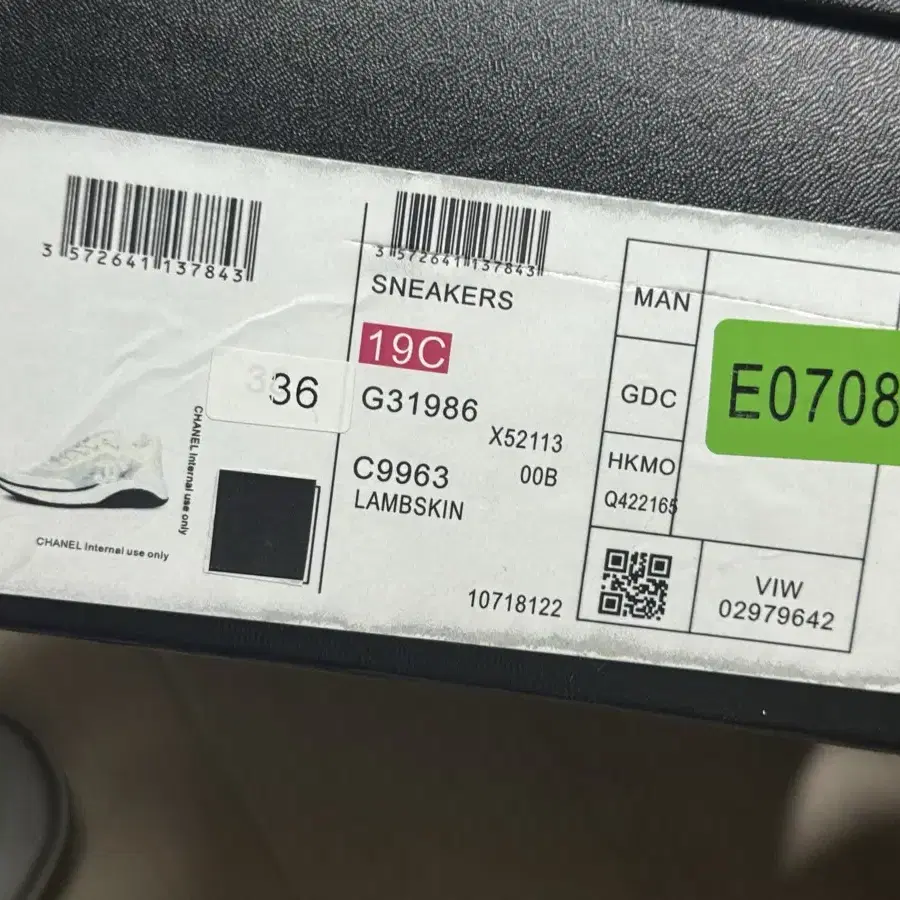 3 572641 137843
3 572641 137843
SNEAKERS
19C
36
G31986
X52113
C9963
00B
LAMBSKIN
10718122
CHANEL Internal use only
CHANEL Internal use only
MAN
GDC
HKMO
Q422165
E0708
VIW
02979642